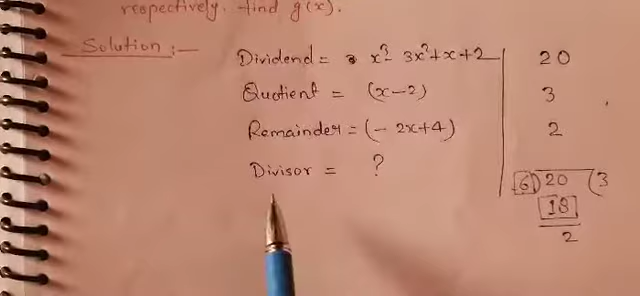 respectively, find g(x).
Solution :-
Dividend = x³- 3x²+x+2 20
Quotient = (x-2) 3
Remainder = (- 2x+4) 2
Divisor = ?
6)20(3
18
2